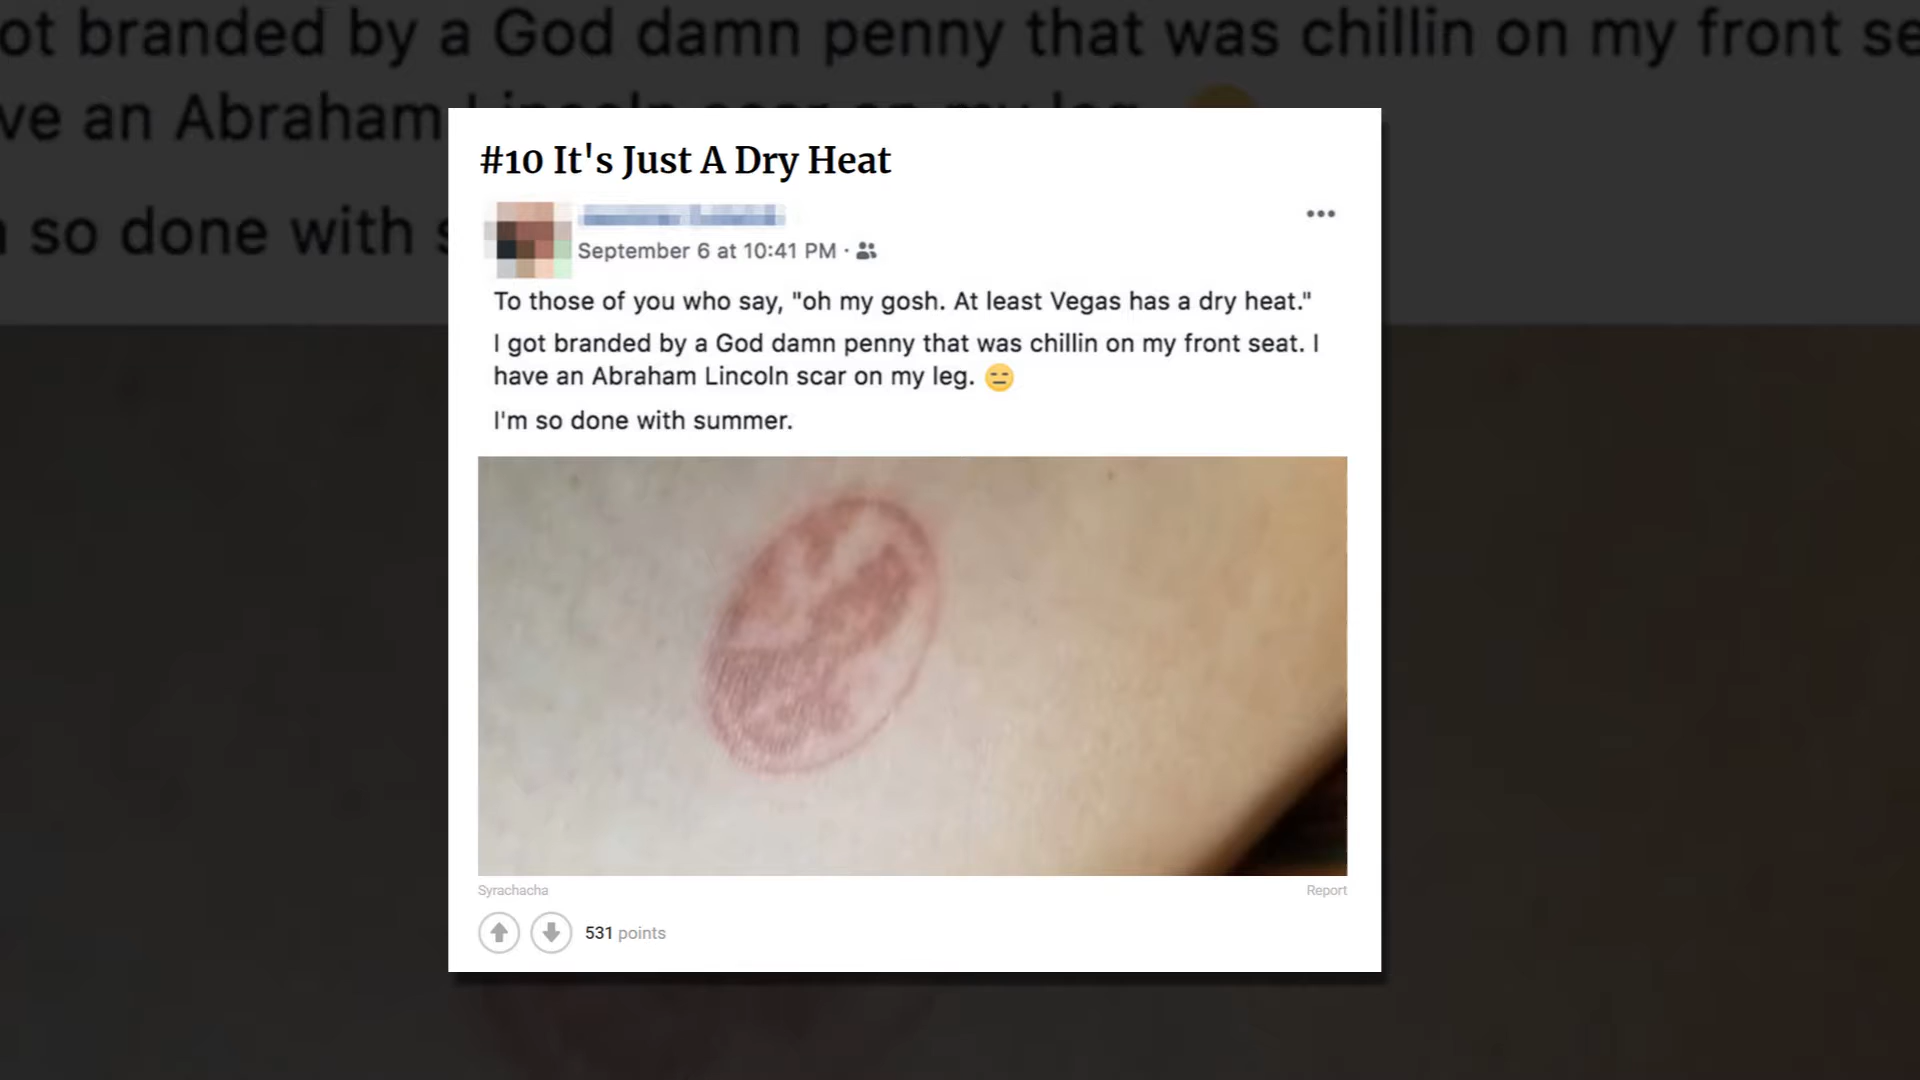 ot branded by a God damn penny that was chillin on my front se
ve an Abraham
so done with
#10 It's Just A Dry Heat
September 6 at 10:41 PM ·
To those of you who say, "oh my gosh. At least Vegas has a dry heat."
I got branded by a God damn penny that was chillin on my front seat. I
have an Abraham Lincoln scar on my leg. 😑
I'm so done with summer.
Syrachacha
Report
531 points